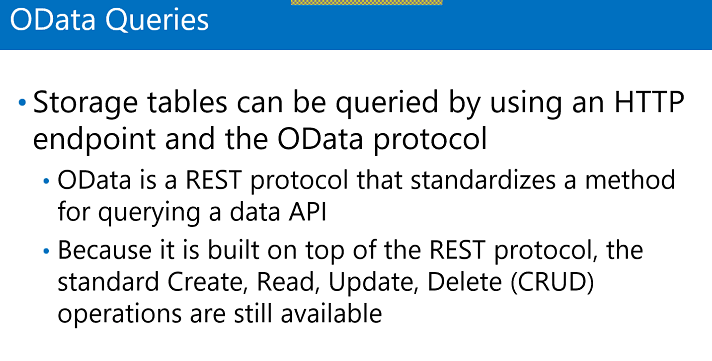 OData Queries
• Storage tables can be queried by using an HTTP
endpoint and the OData protocol
• OData is a REST protocol that standardizes a method
for querying a data API
• Because it is built on top of the REST protocol, the
standard Create, Read, Update, Delete (CRUD)
operations are still available